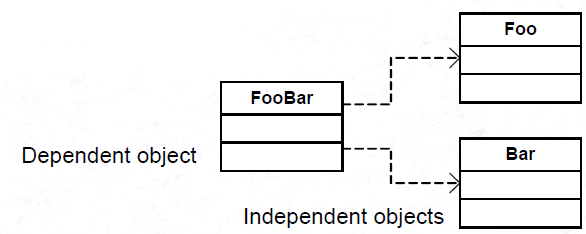 Foo
FooBar
Bar
Dependent object
Independent objects